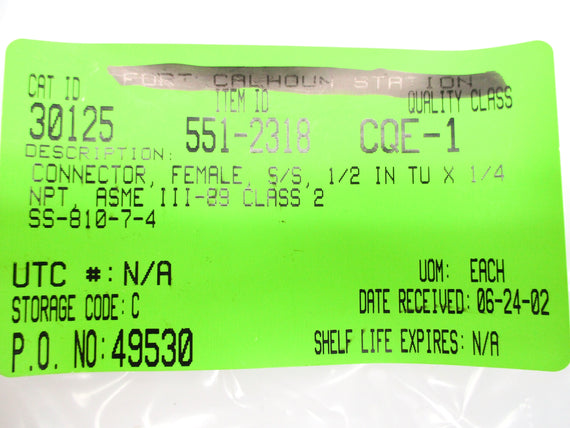 FORT CALHOUN STATION
CAT ID ITEM ID QUALITY CLASS
30125 551-2318 CQE-1
DESCRIPTION:
CONNECTOR, FEMALE, S/S, 1/2 IN TU X 1/4
NPT, ASME III-89 CLASS 2
SS-810-7-4
UTC #: N/A UOM: EACH
STORAGE CODE: C DATE RECEIVED: 06-24-02
P.O. NO: 49530 SHELF LIFE EXPIRES: N/A